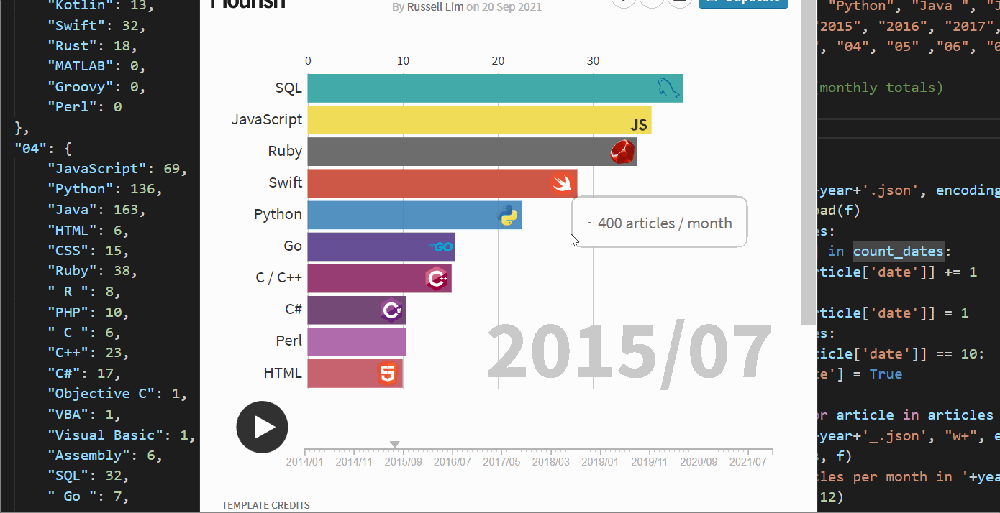 "Kotlin": 13,
"Swift": 32,
"Rust": 18,
"MATLAB": 0,
"Groovy": 0,
"Perl": 0
},
"04": {
"JavaScript": 69,
"Python": 136,
"Java": 163,
"HTML": 6,
"CSS": 15,
"Ruby": 38,
" R ": 8,
"PHP": 10,
" C ": 6,
"C++": 23,
"C#": 17,
"Objective C": 1,
"VBA": 1,
"Visual Basic": 1,
"Assembly": 6,
"SQL": 32,
" Go ": 7,
Flourish
By Russell Lim on 20 Sep 2021
Duplicate
0 10 20 30
SQL
JavaScript JS
Ruby
Swift
Python
Go GO
C / C++ C++
C# C#
Perl
HTML 5
~ 400 articles / month
2015/07
2014/01 2014/11 2015/09 2016/07 2017/05 2018/03 2019/01 2019/11 2020/09 2021/07
TEMPLATE CREDITS
"Python", "Java ", "J
"2015", "2016", "2017",
, "04", "05" ,"06", "0
monthly totals)
+year+'.json', encoding
oad(f)
es:
in count_dates:
rticle['date']] += 1
rticle['date']] = 1
es:
icle['date']] == 10:
te'] = True
or article in articles
+year+'_.json', "w+", e
, f)
cles per month in '+yea
12)